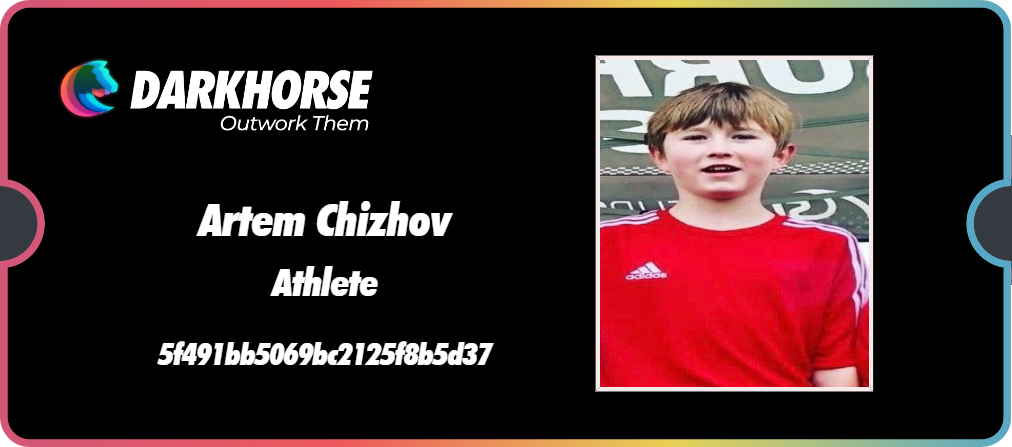 DARKHORSE
Outwork Them
Artem Chizhov
Athlete
5f491bb5069bc2125f8b5d37
adidas